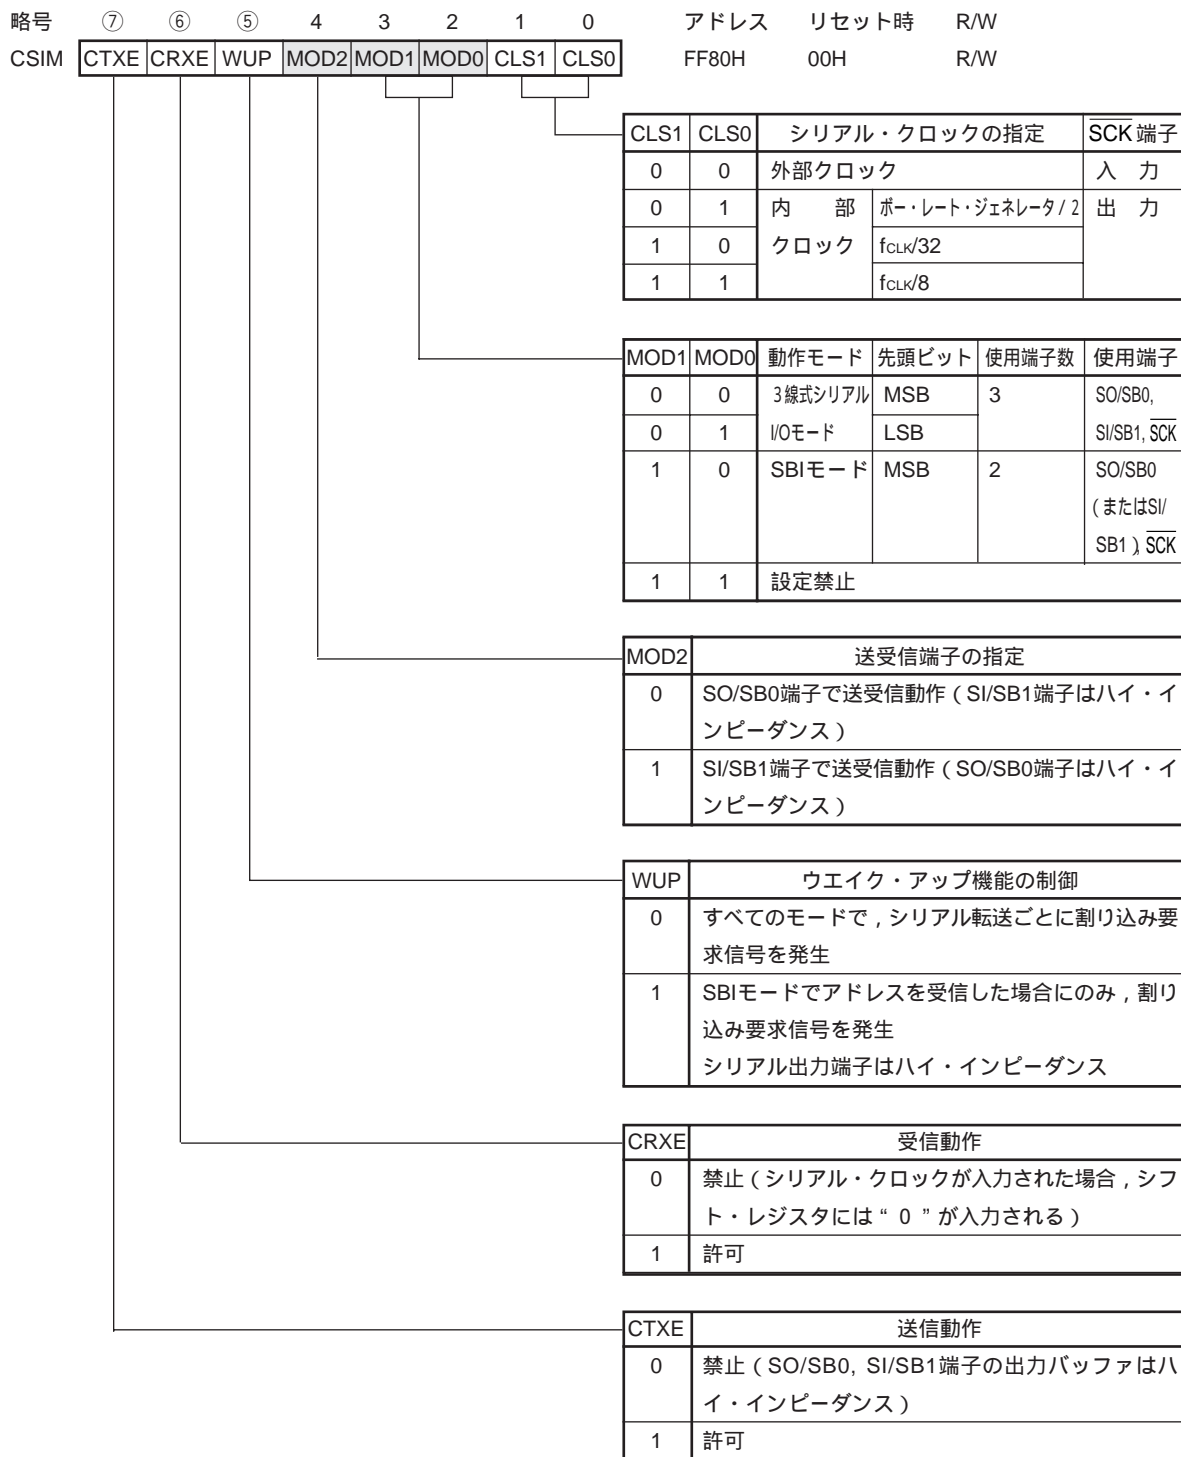 略号 ⑦ ⑥ ⑤ 4 3 2 1 0 アドレス リセット時 R/W
CSIM CTXE CRXE WUP MOD2 MOD1 MOD0 CLS1 CLS0 FF80H 00H R/W
CLS1 CLS0 シリアル・クロックの指定 SCK端子
0 0 外部クロック 入 力
0 1 内 部 ボー・レート・ジェネレータ/2 出 力
1 0 クロック fCLK/32
1 1 fCLK/8
MOD1 MOD0 動作モード 先頭ビット 使用端子数 使用端子
0 0 3線式シリアル MSB 3 SO/SB0,
0 1 I/Oモード LSB SI/SB1, SCK
1 0 SBIモード MSB 2 SO/SB0
（またはSI/
SB1）, SCK
1 1 設定禁止
MOD2 送受信端子の指定
0 SO/SB0端子で送受信動作（SI/SB1端子はハイ・イ
ンピーダンス）
1 SI/SB1端子で送受信動作（SO/SB0端子はハイ・イ
ンピーダンス）
WUP ウエイク・アップ機能の制御
0 すべてのモードで，シリアル転送ごとに割り込み要
求信号を発生
1 SBIモードでアドレスを受信した場合にのみ，割り
込み要求信号を発生
シリアル出力端子はハイ・インピーダンス
CRXE 受信動作
0 禁止（シリアル・クロックが入力された場合，シフ
ト・レジスタには“0”が入力される）
1 許可
CTXE 送信動作
0 禁止（SO/SB0, SI/SB1端子の出力バッファはハ
イ・インピーダンス）
1 許可